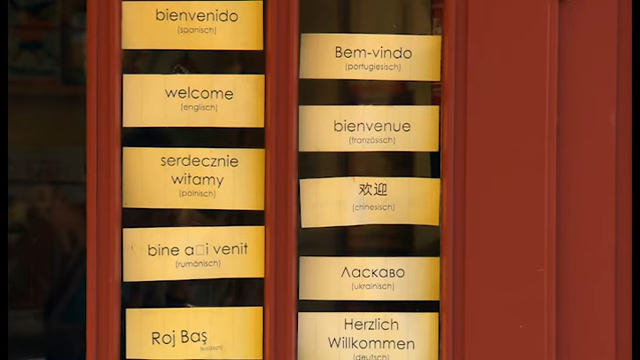 bienvenido
(spanisch)
welcome
(englisch)
serdecznie
witamy
(polnisch)
bine a□i venit
(rumänisch)
Roj Baş
Bem-vindo
(portugiesisch)
bienvenue
(französisch)
欢迎
(chinesisch)
Ласкаво
(ukrainisch)
Herzlich
Willkommen
(deutsch)